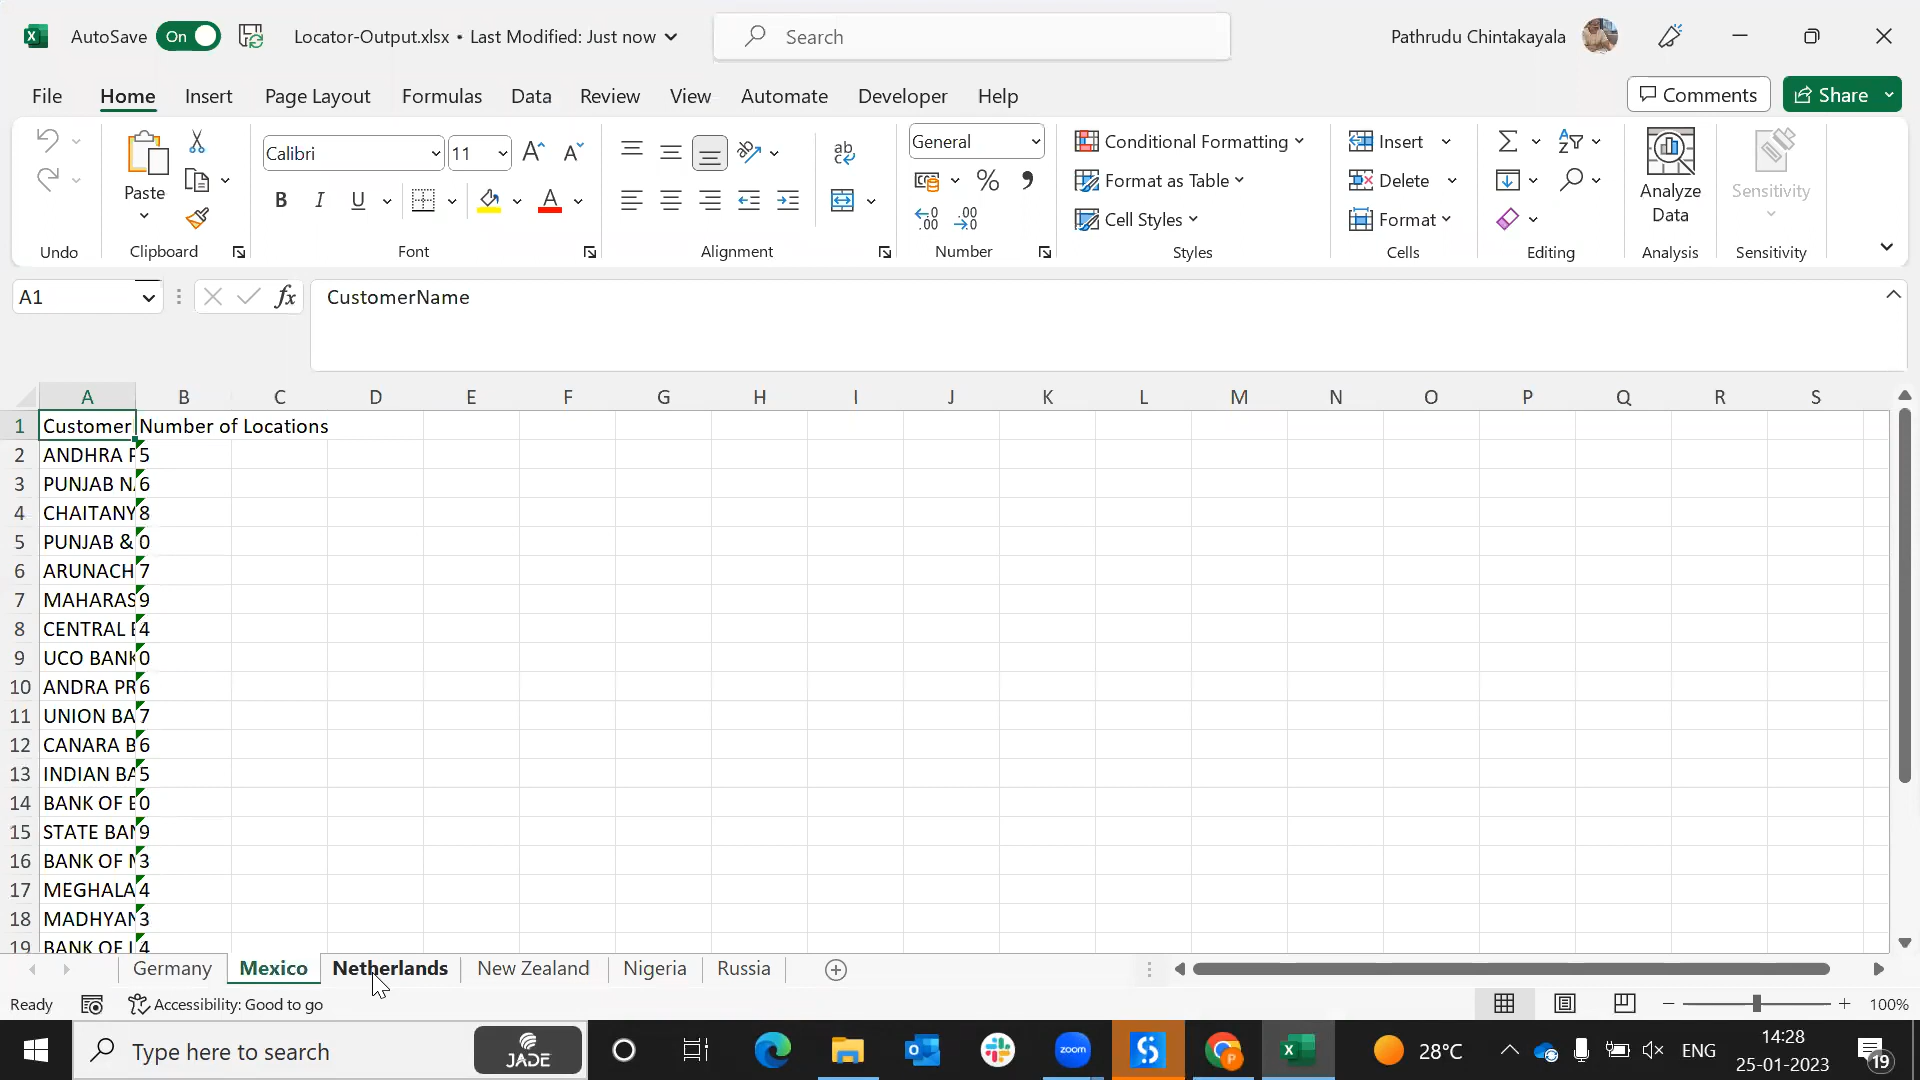 AutoSave On Locator-Output.xlsx • Last Modified: Just now Search Pathrudu Chintakayala
File Home Insert Page Layout Formulas Data Review View Automate Developer Help Comments Share
Paste
Calibri 11
B I U
ab
General
% ,
.00
Conditional Formatting
Format as Table
Cell Styles
Insert
Delete
Format
Analyze Data
Sensitivity
Undo Clipboard Font Alignment Number Styles Cells Editing Analysis Sensitivity
A1 fx CustomerName
A B C D E F G H I J K L M N O P Q R S
1 Customer Number of Locations
2 ANDHRA 5
3 PUNJAB 6
4 CHAITANY 8
5 PUNJAB & 0
6 ARUNACH 7
7 MAHARAS 9
8 CENTRAL 4
9 UCO BANK 0
10 ANDRA PR 6
11 UNION BA 7
12 CANARA B 6
13 INDIAN BA 5
14 BANK OF 0
15 STATE BAN 9
16 BANK OF 3
17 MEGHALA 4
18 MADHYAN 3
19 BANK OF 4
Germany Mexico Netherlands New Zealand Nigeria Russia
Ready Accessibility: Good to go 100%
Type here to search JADE zoom 28°C ENG 14:28
25-01-2023 19